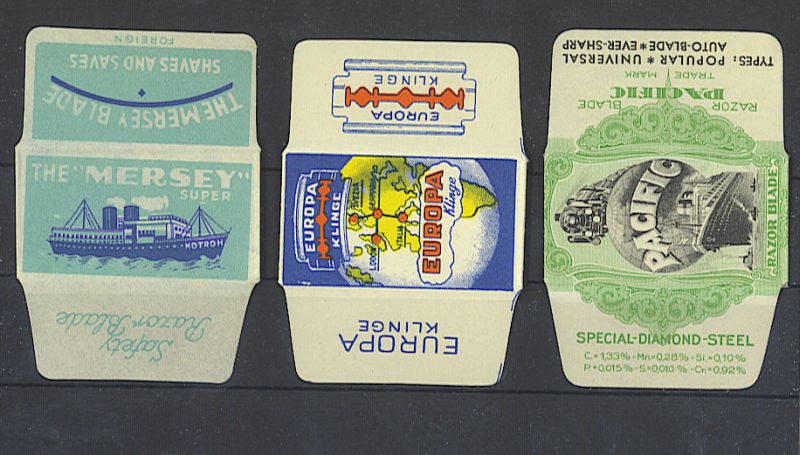 THE MERSEY BLADE
SHAVES AND SAVES
FOREIGN
THE "MERSEY"
SUPER
Safety
Razor Blade
EUROPA
KLINGE
EUROPA
KLINGE
ITALIA
EUROPA
Klinge
EUROPA
KLINGE
RAZOR PACIFIC BLADE
TRADE MARK
TYPES: POPULAR * UNIVERSAL
AUTO-BLADE*EVER-SHARP
PACIFIC
RAZOR BLADE
SPECIAL-DIAMOND-STEEL
C.=1,33% -Mn=0,28% -Si.=0,10%
P.=0,015% -S.=0,010% -Cr=0,92%